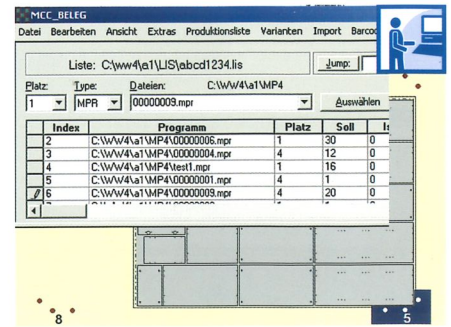 MCC_BELEG
Datei Bearbeiten Ansicht Extras Produktionsliste Varianten Import
Liste: C:\ww4\a1\LIS\abcd1234.lis Jump:
Platz: Type: Dateien: C:\WW4\a1\MP4
1 MPR 00000009.mpr Auswählen
Index Programm Platz Soll
2 C:\WW4\a1\MP4\00000006.mpr 1 30 0
3 C:\WW4\a1\MP4\00000004.mpr 4 12 0
4 C:\WW4\a1\MP4\test1.mpr 1 16 0
5 C:\WW4\a1\MP4\00000001.mpr 4 1 0
6 C:\WW4\a1\MP4\00000009.mpr 4 20 0
8 5